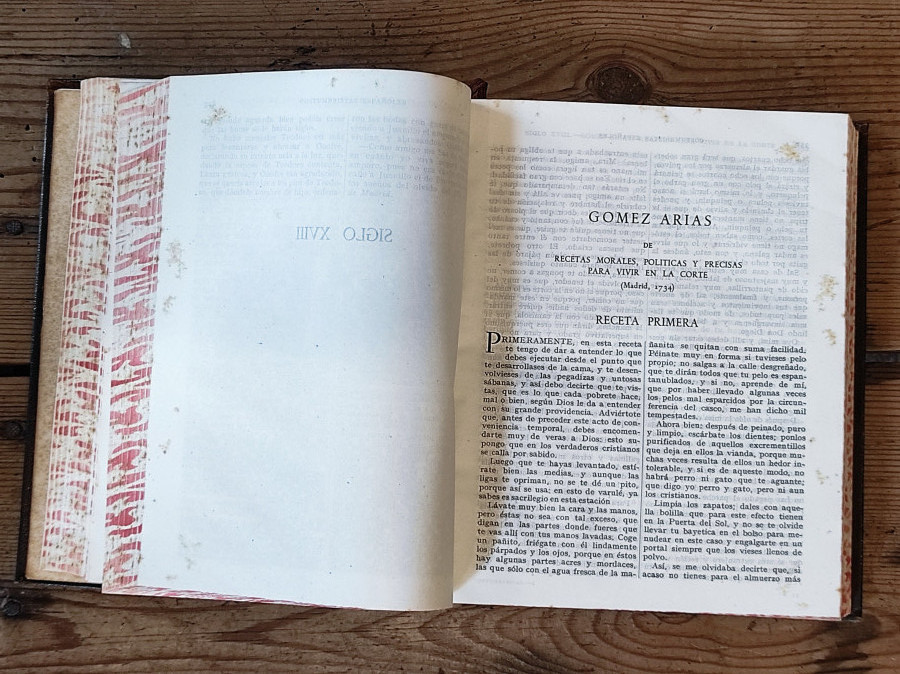 SIGLO XVIII
GOMEZ ARIAS
DE
RECETAS MORALES, POLITICAS Y PRECISAS
PARA VIVIR EN LA CORTE
(Madrid, 1734)
RECETA PRIMERA
PRIMERAMENTE, en esta receta
te tengo de dar a entender lo que
debes ejecutar desde el punto que
te desarrollases de la cama, y te desen-
volvieses de las pegadizas y untosas
sábanas, y así debo decirte que te vis-
tas, que es lo que cada pobrete hace,
mal o bien, según Dios le da a entender
con su grande providencia. Adviértote
que, antes de preceder este acto de con-
veniencia temporal, debes encomen-
darte muy de veras a Dios; esto su-
pongo que en los verdaderos cristianos
se calla por sabido.
Luego que te hayas levantado, estí-
rate bien las medias, y aunque las
ligas te opriman, no se te dé un pito,
porque así se usa; en esto de varulé, ya
sabes es sacrilegio en esta estación
Lávate muy bien la cara y las manos,
pero éstas no sea con tal exceso, que
digan en las partes donde fueres que
te vas allí con tus manos lavadas. Coge
un pañito, friégate con él lindamente
los párpados y los ojos, porque en éstos
hay algunas partes acres y mordaces,
las que sólo con el agua fresca de la ma-
ñanita se quitan con suma facilidad.
Péinate muy en forma si tuvieses pelo
propio; no salgas a la calle desgreñado,
que te dirán todos que tu pelo es espan-
tanublados, y si no, aprende de mí,
que por haber llevado algunas veces
los pelos mal esparcidos por la circun-
ferencia del casco, me han dicho mil
tempestades.
Ahora bien; después de peinado, puro
y limpio, escárbate los dientes; ponlos
purificados de aquellos excrementillos
que deja en ellos la vianda, porque mu-
chas veces resulta de ellos un hedor in-
tolerable, y si es de aqueste modo, no
habrá perro ni gato que te aguante;
que digo yo perro y gato, pero ni aun
los cristianos.
Limpia los zapatos; dales con aque-
lla bolilla que para este efecto tienen
en la Puerta del Sol, y no se te olvide
llevar tu bayetica en el bolso para me-
nudear en este caso y engalgarte en un
portal siempre que los vieses llenos de
polvo.
Así, se me olvidaba decirte que, si
acaso no tienes para el almuerzo más